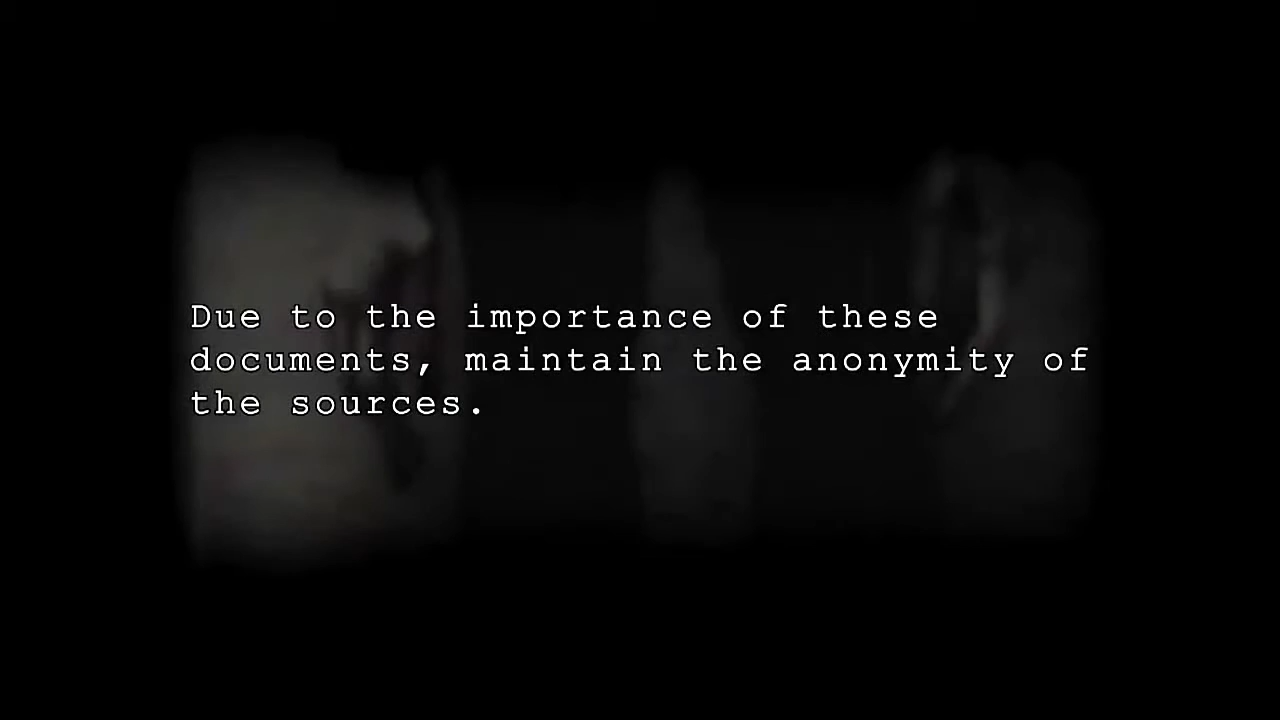 Due to the importance of these
documents, maintain the anonymity of
the sources.